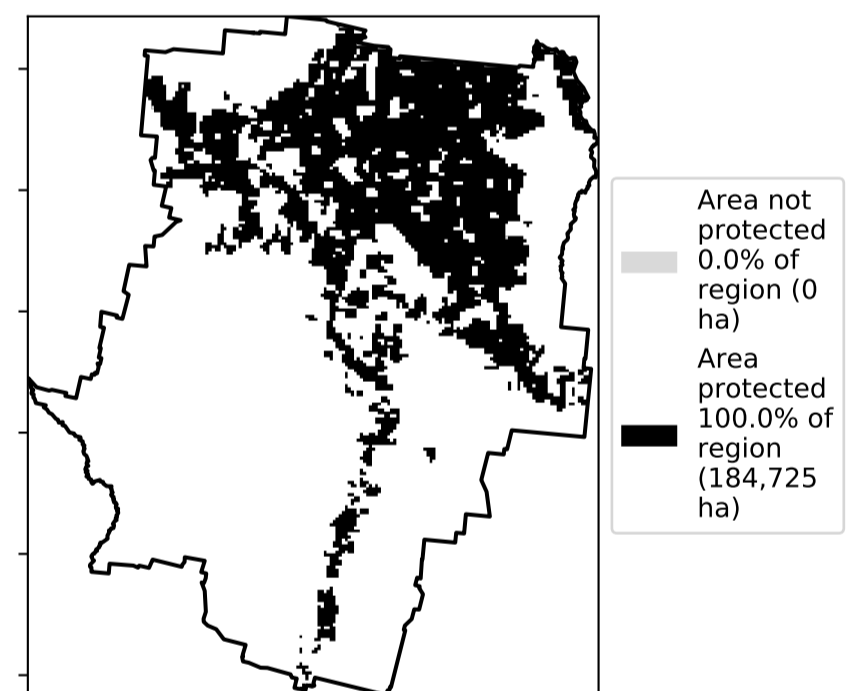 Area not
protected
0.0% of
region (0
ha)
Area
protected
100.0% of
region
(184,725
ha)